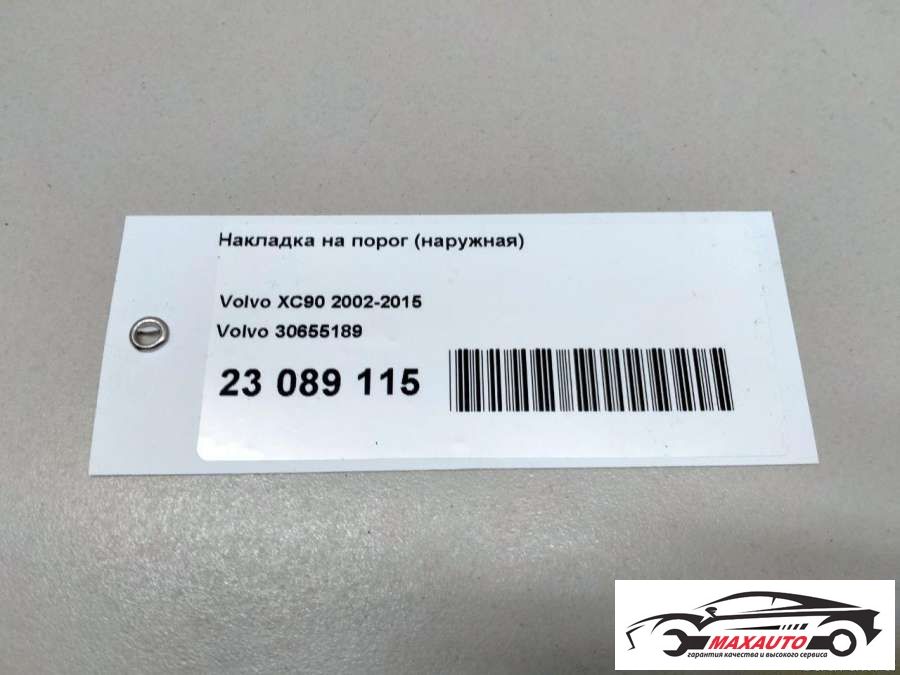 Накладка на порог (наружная)
Volvo XC90 2002-2015
Volvo 30655189
23 089 115
MAXAUTO
гарантия качества и высокого сервиса